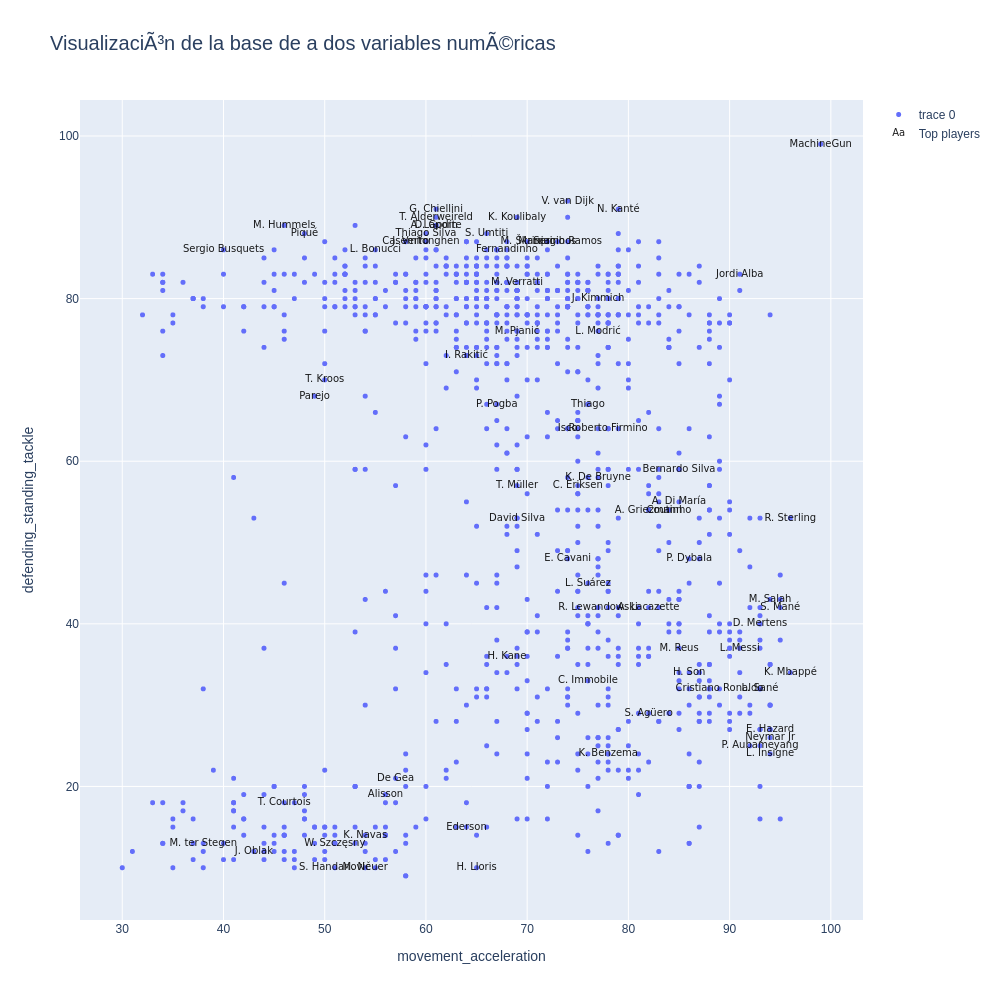 VisualizaciÃ³n de la base de a dos variables numÃ©ricas
trace 0
Aa Top players
100
MachineGun
V. van Dijk
G. Chiellini
N. Kanté
T. Alderweireld
K. Koulibaly
M. Hummels
Piqué
Thiago Silva
S. Umtiti
Sergio Busquets
L. Bonucci
Fernandinho
Jordi Alba
M. Verratti
80
J. Kimmich
M. Pjanić
L. Modrić
I. Rakitić
T. Kroos
Parejo
P. Pogba
Thiago
Isco
Roberto Firmino
60
Bernardo Silva
K. De Bruyne
T. Müller
C. Eriksen
A. Di María
A. Griezmann
Coutinho
David Silva
R. Sterling
E. Cavani
P. Dybala
L. Suárez
M. Salah
R. Lewandowski
A. Lacazette
S. Mané
40
D. Mertens
H. Kane
M. Reus
L. Messi
H. Son
K. Mbappé
C. Immobile
Cristiano Ronaldo
L. Sané
S. Agüero
E. Hazard
Neymar Jr
P. Aubameyang
K. Benzema
L. Insigne
De Gea
20
Alisson
T. Courtois
Ederson
K. Navas
M. ter Stegen
W. Szczęsny
J. Oblak
S. Handanovič
M. Neuer
H. Lloris
30
40
50
60
70
80
90
100
movement_acceleration
defending_standing_tackle